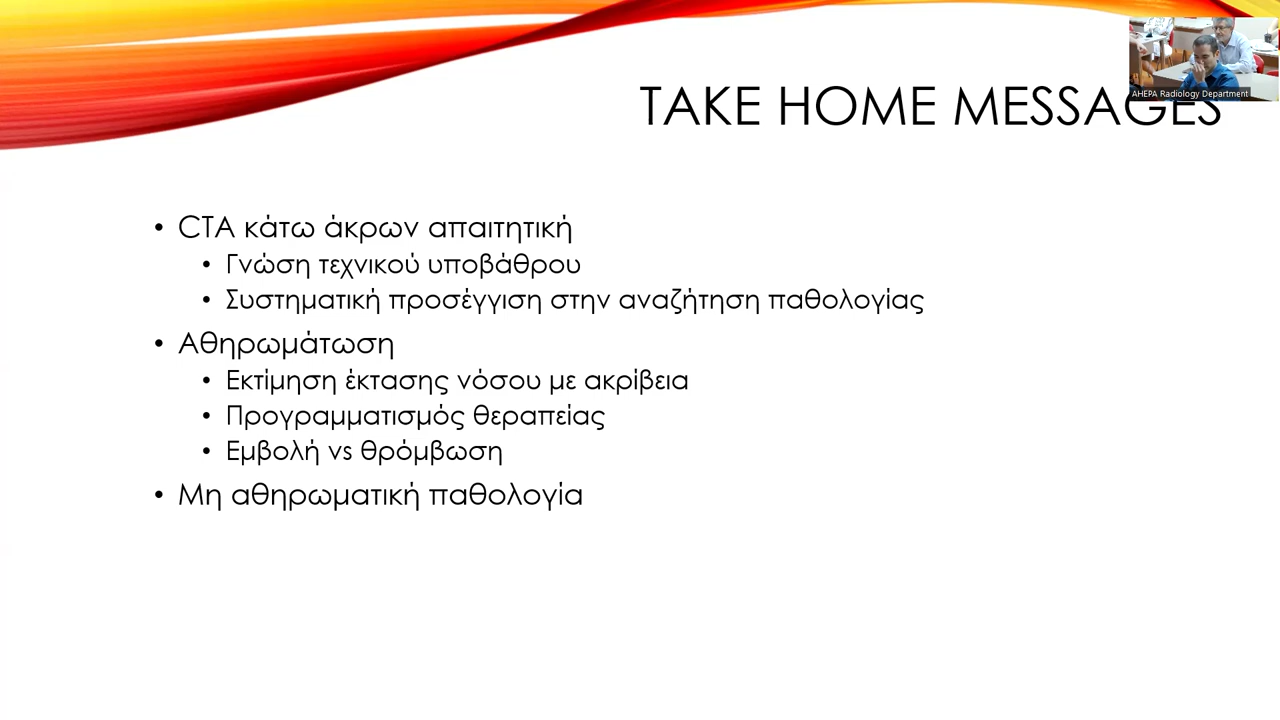 AHEPA Radiology Department
TAKE HOME MESSAGES
• CTA κάτω άκρων απαιτητική
• Γνώση τεχνικού υποβάθρου
• Συστηματική προσέγγιση στην αναζήτηση παθολογίας
• Αθηρωμάτωση
• Εκτίμηση έκτασης νόσου με ακρίβεια
• Προγραμματισμός θεραπείας
• Εμβολή vs θρόμβωση
• Μη αθηρωματική παθολογία